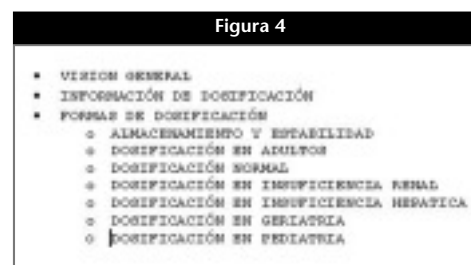 Figura 4
• VISION GENERAL
• INFORMACIÓN DE DOSIFICACIÓN
• FORMAS DE DOSIFICACIÓN
o ALMACENAMIENTO Y ESTABILIDAD
o DOSIFICACIÓN EN ADULTOS
o DOSIFICACIÓN NORMAL
o DOSIFICACIÓN EN INSUFICIENCIA RENAL
o DOSIFICACIÓN EN INSUFICIENCIA HEPATICA
o DOSIFICACIÓN EN GERIATRIA
o DOSIFICACIÓN EN PEDIATRIA